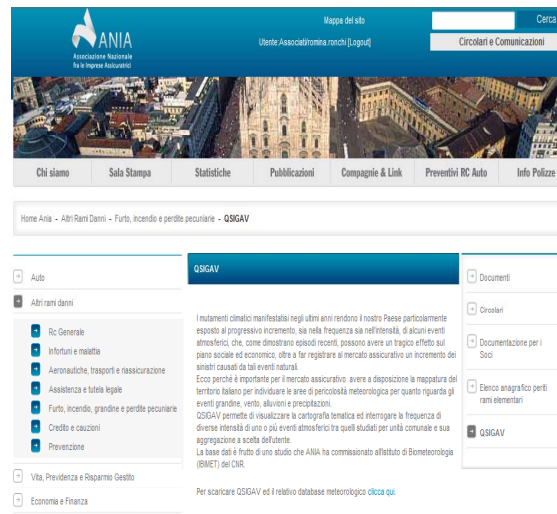 Mappa del sito
Cerca
ANIA
Associazione Nazionale
fra le Imprese Assicuratrici
Utente:Associati/romina.ronchi [Logout]
Circolari e Comunicazioni
Chi siamo
Sala Stampa
Statistiche
Pubblicazioni
Compagnie & Link
Preventivi RC Auto
Info Polizze
Home Ania - Altri Rami Danni - Furto, incendio e perdite pecuniarie - QSIGAV
Auto
Altri rami danni
Rc Generale
Infortuni e malattia
Aeronautiche, trasporti e riassicurazione
Assistenza e tutela legale
Furto, incendio, grandine e perdite pecuniarie
Credito e cauzioni
Prevenzione
Vita, Previdenza e Risparmio Gestito
Economia e Finanza
QSIGAV
I mutamenti climatici manifestatisi negli ultimi anni rendono il nostro Paese particolarmente
esposto al progressivo incremento, sia nella frequenza sia nell'intensità, di alcuni eventi
atmosferici, che, come dimostrano episodi recenti, possono avere un tragico effetto sul
piano sociale ed economico, oltre a far registrare al mercato assicurativo un incremento dei
sinistri causati da tali eventi naturali.
Ecco perchè è importante per il mercato assicurativo avere a disposizione la mappatura del
territorio italiano per individuare le aree di pericolosità meteorologica per quanto riguarda gli
eventi grandine, vento, alluvioni e precipitazioni.
QSIGAV permette di visualizzare la cartografia tematica ed interrogare la frequenza di
diverse intensità di uno o più eventi atmosferici tra quelli studiati per unità comunale e sua
aggregazione a scelta dell'utente.
La base dati è frutto di uno studio che ANIA ha commissionato all'Istituto di Biometeorologia
(IBIMET) del CNR.
Per scaricare QSIGAV ed il relativo database meteorologico clicca qui.
Documenti
Circolari
Documentazione per i
Soci
Elenco anagrafico periti
rami elementari
QSIGAV